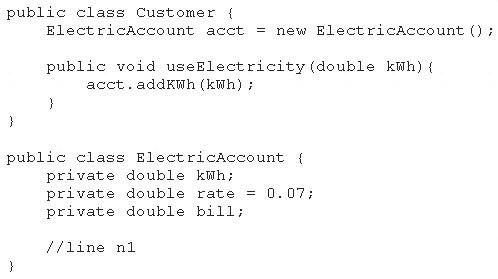 public class Customer {
    ElectricAccount acct = new ElectricAccount();

    public void useElectricity(double kWh){
        acct.addKWh(kWh);
    }
}

public class ElectricAccount {
    private double kWh;
    private double rate = 0.07;
    private double bill;

    //line n1
}